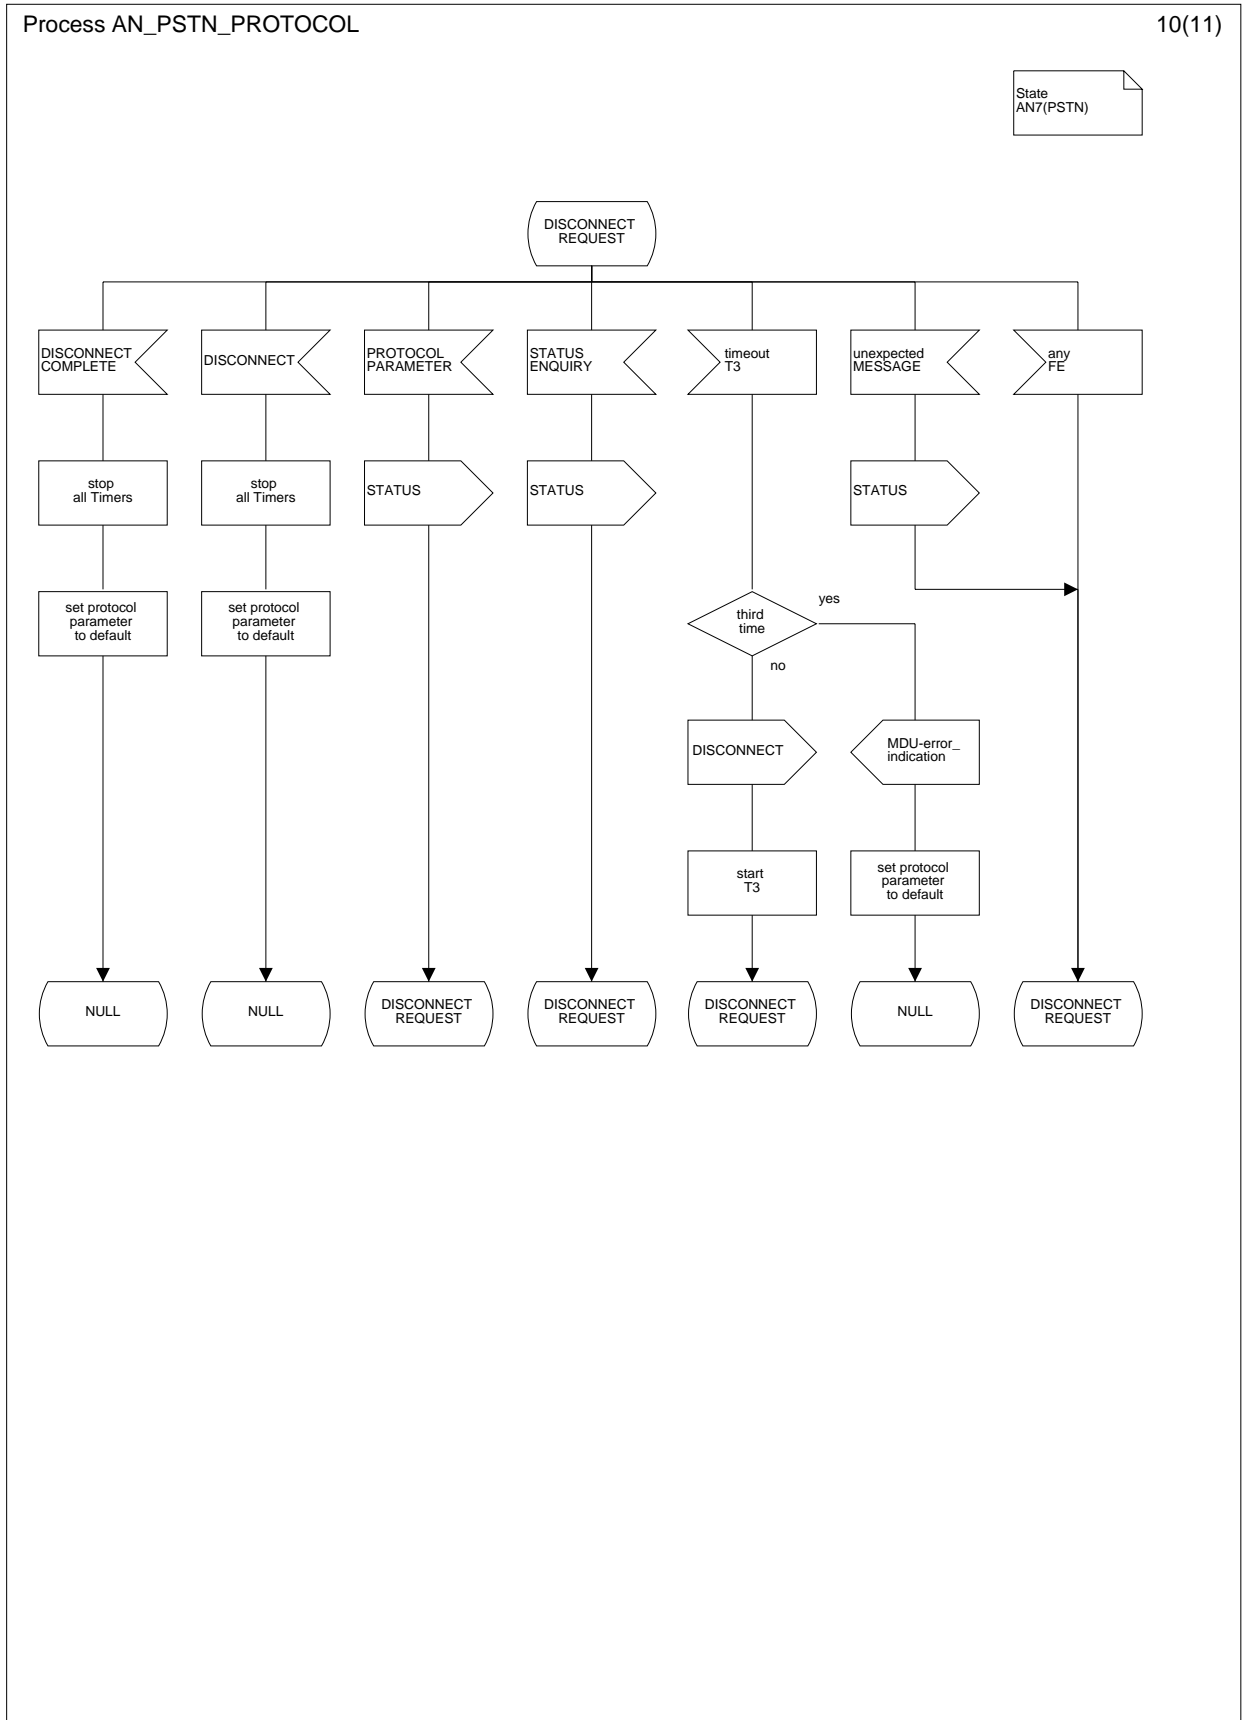 Process AN_PSTN_PROTOCOL
10(11)
State
AN7(PSTN)
DISCONNECT
REQUEST
DISCONNECT
COMPLETE
DISCONNECT
PROTOCOL
PARAMETER
STATUS
ENQUIRY
timeout
T3
unexpected
MESSAGE
any
FE
stop
all Timers
stop
all Timers
STATUS
STATUS
STATUS
set protocol
parameter
to default
set protocol
parameter
to default
third
time
yes
no
DISCONNECT
MDU-error_
indication
start
T3
set protocol
parameter
to default
NULL
NULL
DISCONNECT
REQUEST
DISCONNECT
REQUEST
DISCONNECT
REQUEST
NULL
DISCONNECT
REQUEST